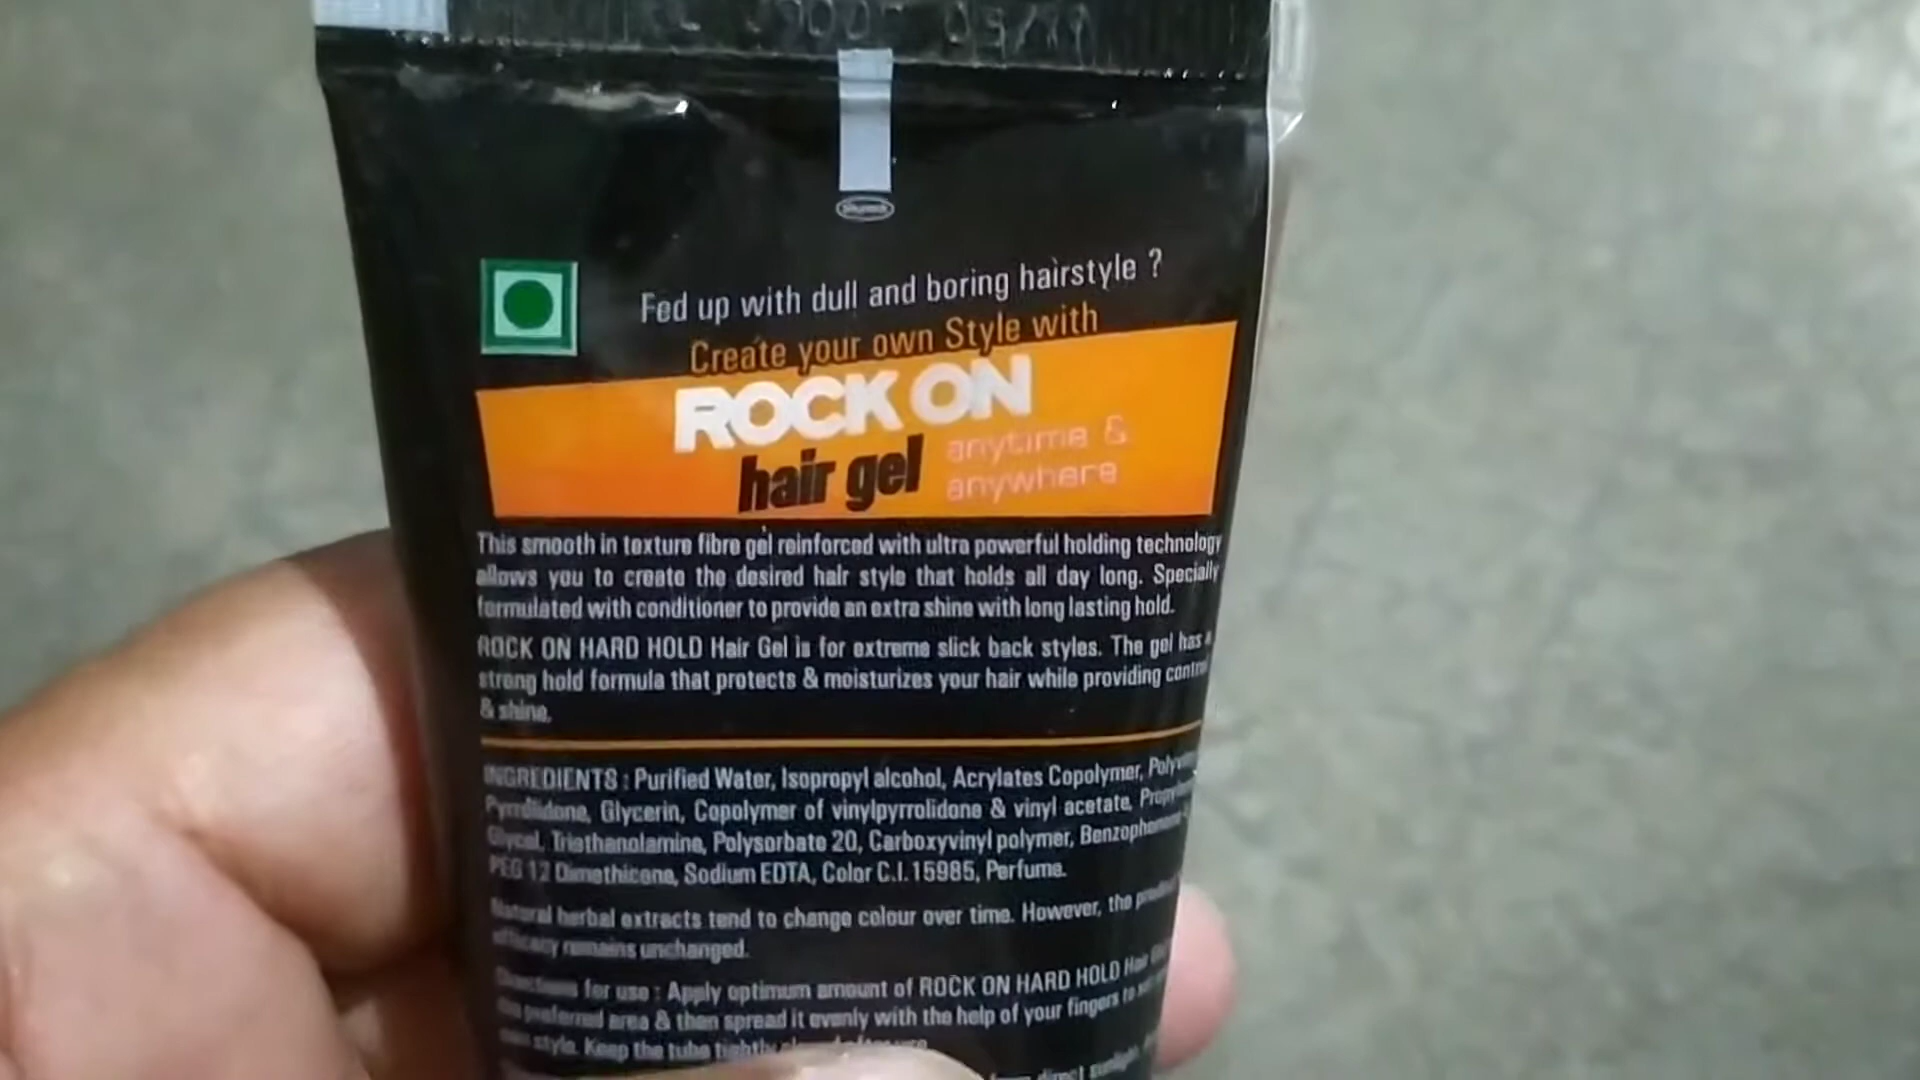 Fed up with dull and boring hairstyle ?
Create your own Style with
ROCK ON
hair gel
anytime &
anywhere
This smooth in texture fibre gel reinforced with ultra powerful holding technology
allows you to create the desired hair style that holds all day long. Specially
formulated with conditioner to provide an extra shine with long lasting hold.
ROCK ON HARD HOLD Hair Gel is for extreme slick back styles. The gel has a
strong hold formula that protects & moisturizes your hair while providing
& shine.
INGREDIENTS : Purified Water, Isopropyl alcohol, Acrylates Copolymer,
Pyrrolidone, Glycerin, Copolymer of vinylpyrrolidone & vinyl acetate,
Glycol, Triethanolamine, Polysorbate 20, Carboxyvinyl polymer,
PEG 12 Dimethicone, Sodium EDTA, Color C.I. 15985, Perfume.
Natural herbal extracts tend to change colour over time. However, the
efficacy remains unchanged.
Directions for use : Apply optimum amount of ROCK ON HARD HOLD Hair
preferred area & then spread it evenly with the help of your fingers to
style. Keep the tube tightly
direct sunlight.